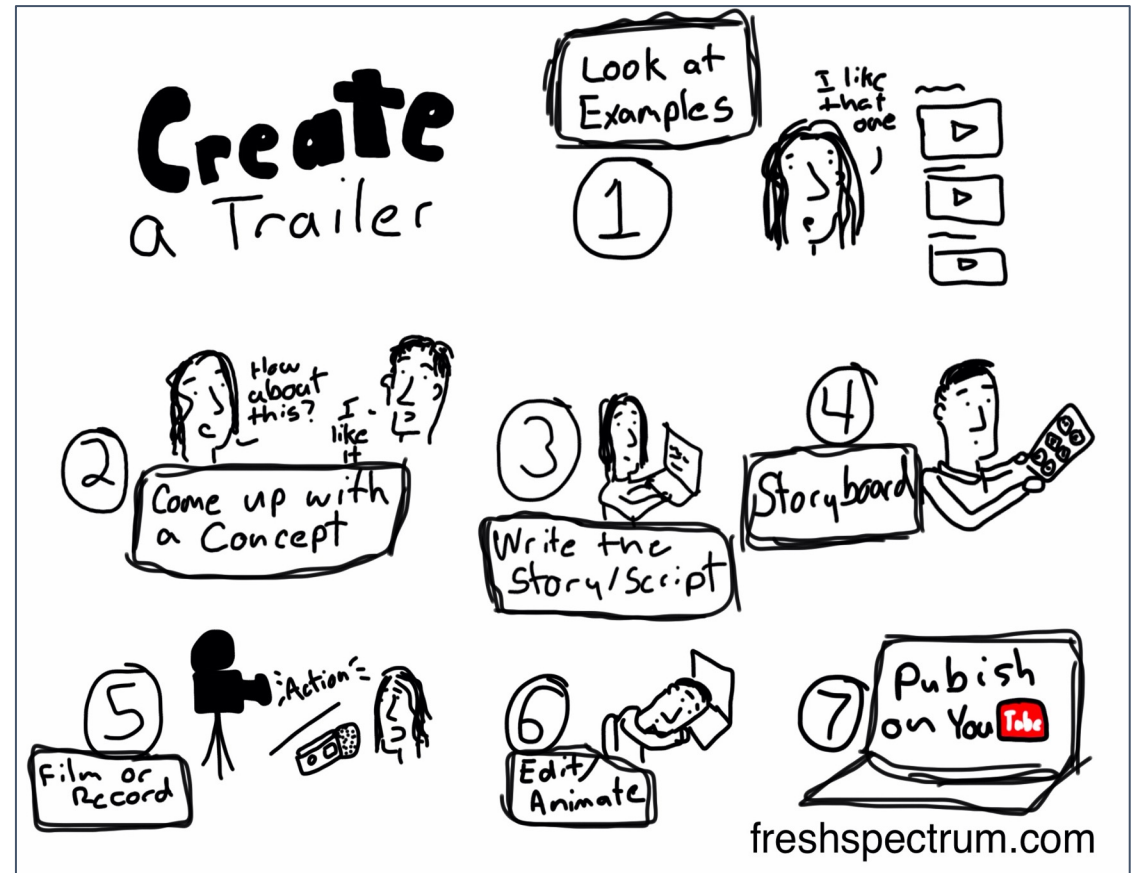 Create
a Trailer
Look at
Examples
1
I like
that
one
2
How
about
this?
I
like
it
Come up with
a Concept
3
Write the
Story/Script
4
Storyboard
5
"Action"
Film or
Record
6
Edit/
Animate
7
Pubish
on YouTube
freshspectrum.com